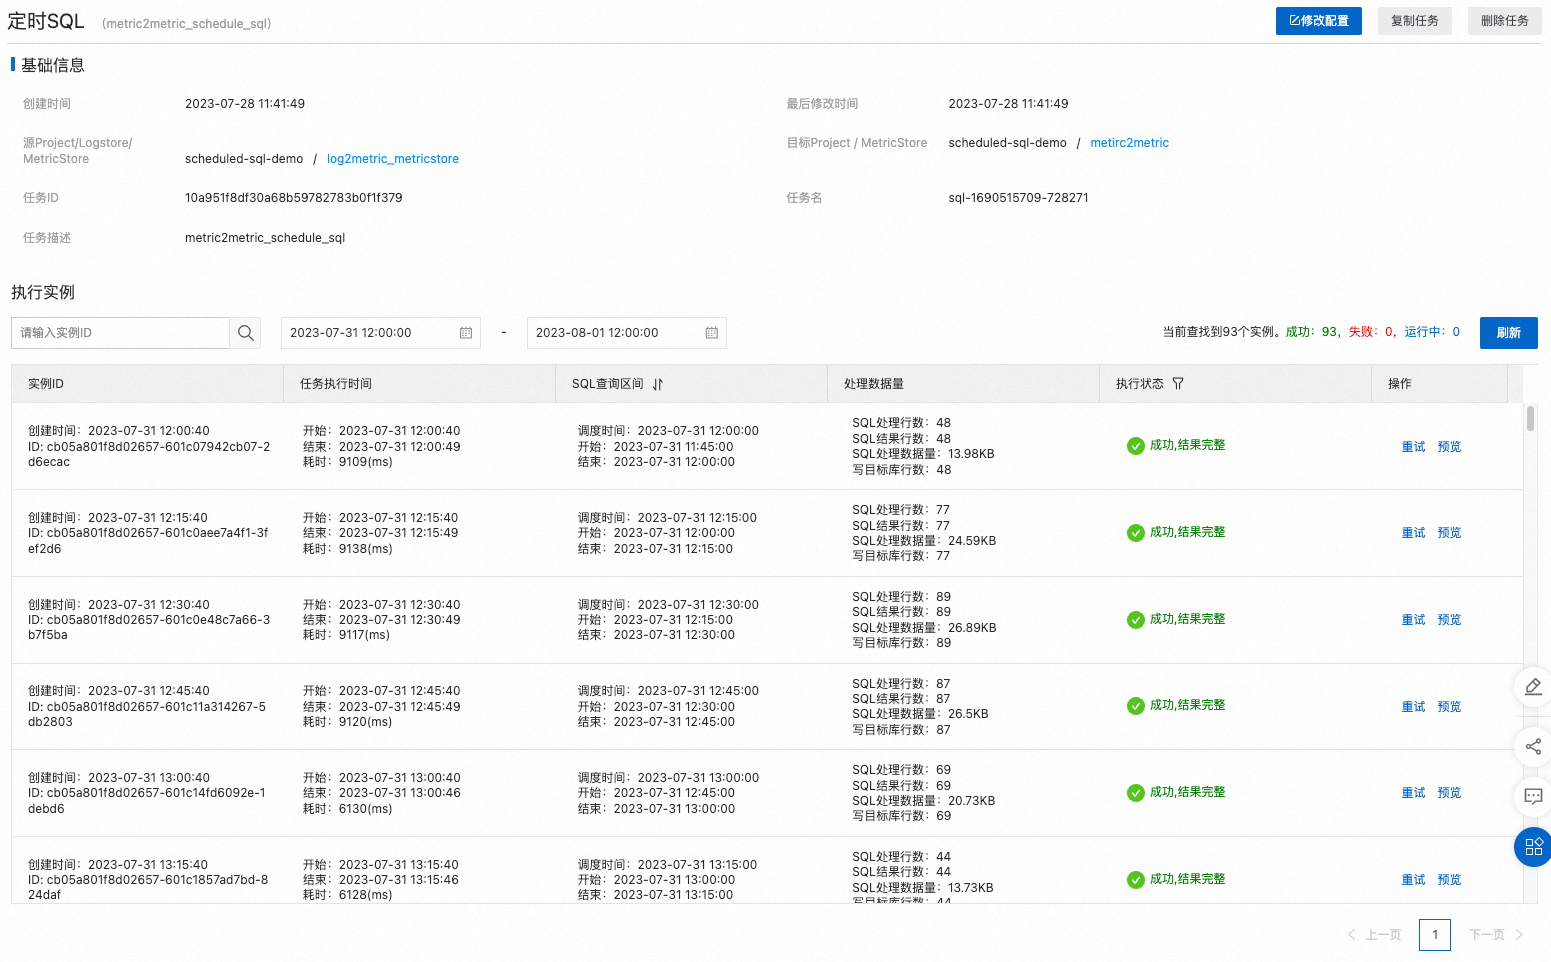 定时SQL (metric2metric_schedule_sql) 修改配置 复制任务 删除任务
基础信息
创建时间 2023-07-28 11:41:49 最后修改时间 2023-07-28 11:41:49
源Project/Logstore/
MetricStore scheduled-sql-demo / log2metric_metricstore
目标Project / MetricStore scheduled-sql-demo / metirc2metric
任务ID 10a951f8df30a68b59782783b0f1f379 任务名 sql-1690515709-728271
任务描述 metric2metric_schedule_sql
执行实例
请输入实例ID 2023-07-31 12:00:00 - 2023-08-01 12:00:00 当前查找到93个实例。成功：93，失败：0，运行中：0 刷新
实例ID 任务执行时间 SQL查询区间 处理数据量 执行状态 操作
创建时间：2023-07-31 12:00:40
ID: cb05a801f8d02657-601c07942cb07-2
d6ecac
开始：2023-07-31 12:00:40
结束：2023-07-31 12:00:49
耗时：9109(ms)
调度时间：2023-07-31 12:00:00
开始：2023-07-31 11:45:00
结束：2023-07-31 12:00:00
SQL处理行数：48
SQL结果行数：48
SQL处理数据量：13.98KB
写目标库行数：48
成功,结果完整
重试 预览
创建时间：2023-07-31 12:15:40
ID: cb05a801f8d02657-601c0aee7a4f1-3f
ef2d6
开始：2023-07-31 12:15:40
结束：2023-07-31 12:15:49
耗时：9138(ms)
调度时间：2023-07-31 12:15:00
开始：2023-07-31 12:00:00
结束：2023-07-31 12:15:00
SQL处理行数：77
SQL结果行数：77
SQL处理数据量：24.59KB
写目标库行数：77
成功,结果完整
重试 预览
创建时间：2023-07-31 12:30:40
ID: cb05a801f8d02657-601c0e48c7a66-3
b7f5ba
开始：2023-07-31 12:30:40
结束：2023-07-31 12:30:49
耗时：9117(ms)
调度时间：2023-07-31 12:30:00
开始：2023-07-31 12:15:00
结束：2023-07-31 12:30:00
SQL处理行数：89
SQL结果行数：89
SQL处理数据量：26.89KB
写目标库行数：89
成功,结果完整
重试 预览
创建时间：2023-07-31 12:45:40
ID: cb05a801f8d02657-601c11a314267-5
db2803
开始：2023-07-31 12:45:40
结束：2023-07-31 12:45:49
耗时：9120(ms)
调度时间：2023-07-31 12:45:00
开始：2023-07-31 12:30:00
结束：2023-07-31 12:45:00
SQL处理行数：87
SQL结果行数：87
SQL处理数据量：26.5KB
写目标库行数：87
成功,结果完整
重试 预览
创建时间：2023-07-31 13:00:40
ID: cb05a801f8d02657-601c14fd6092e-1
debd6
开始：2023-07-31 13:00:40
结束：2023-07-31 13:00:46
耗时：6130(ms)
调度时间：2023-07-31 13:00:00
开始：2023-07-31 12:45:00
结束：2023-07-31 13:00:00
SQL处理行数：69
SQL结果行数：69
SQL处理数据量：20.73KB
写目标库行数：69
成功,结果完整
重试 预览
创建时间：2023-07-31 13:15:40
ID: cb05a801f8d02657-601c1857ad7bd-8
24daf
开始：2023-07-31 13:15:40
结束：2023-07-31 13:15:46
耗时：6128(ms)
调度时间：2023-07-31 13:15:00
开始：2023-07-31 13:00:00
结束：2023-07-31 13:15:00
SQL处理行数：44
SQL结果行数：44
SQL处理数据量：13.73KB
写目标库行数：44
成功,结果完整
重试 预览
上一页 1 下一页